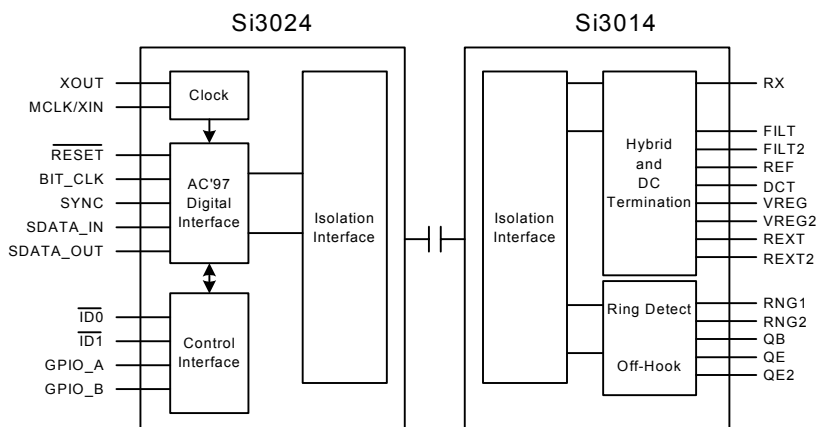 Si3024
Si3014
XOUT
MCLK/XIN
RESET
BIT_CLK
SYNC
SDATA_IN
SDATA_OUT
ID0
ID1
GPIO_A
GPIO_B
Clock
AC'97
Digital
Interface
Control
Interface
Isolation
Interface
Isolation
Interface
Hybrid
and
DC
Termination
Ring Detect
Off-Hook
RX
FILT
FILT2
REF
DCT
VREG
VREG2
REXT
REXT2
RNG1
RNG2
QB
QE
QE2